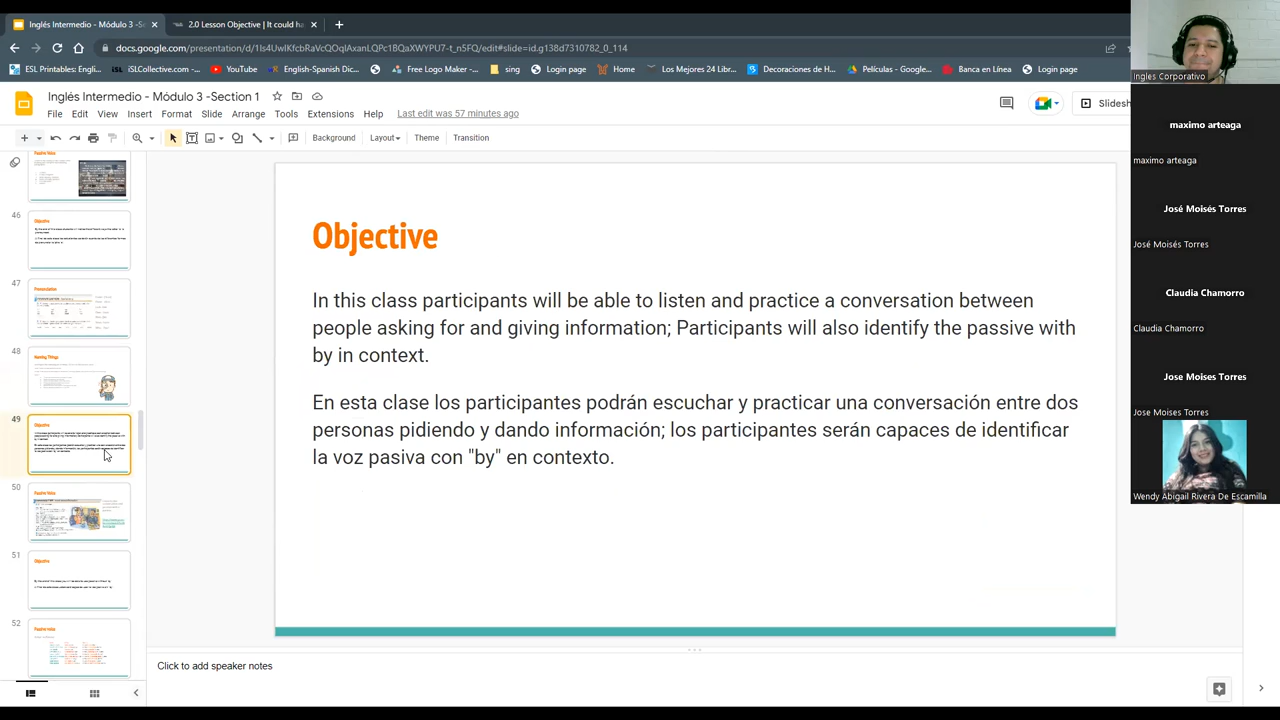 Inglés Intermedio - Módulo 3 -S
2.0 Lesson Objective | It could ha
docs.google.com/presentation/d/
edit#slide=id.g138d7310782_0_114
ESL Printables: Engl
iSLCollective.com -
YouTube
English-Spanish Dic...
Free Logo Maker -
Login page
Home
Los Mejores 24 Libr...
Decoraciones de H...
Películas - Google...
Banca en Línea
Login page
Inglés Intermedio - Módulo 3 -Section 1
File Edit View Insert Format Slide Arrange Tools Extensions Help
Last edit was 57 minutes ago
Slidesh
Background Layout Theme Transition
46
Objective
47
Pronunciation
48
Naming Things
49
Objective
50
Passive Voice
51
Objective
52
Passive Voice
Objective
In this class participants will be able to listen and practice a conversation between
people asking for and giving information; Participants will also identify the passive with
by in context.
En esta clase los participantes podrán escuchar y practicar una conversación entre dos
personas pidiendo y dando información; los participantes serán capaces de identificar
la voz pasiva con "by" en contexto.
Click to add speaker notes
Ingles Corporativo
maximo arteaga
maximo arteaga
José Moisés Torres
José Moisés Torres
Claudia Chamorro
Claudia Chamorro
Jose Moises Torres
Jose Moises Torres
Wendy Abigail Rivera De Escamilla